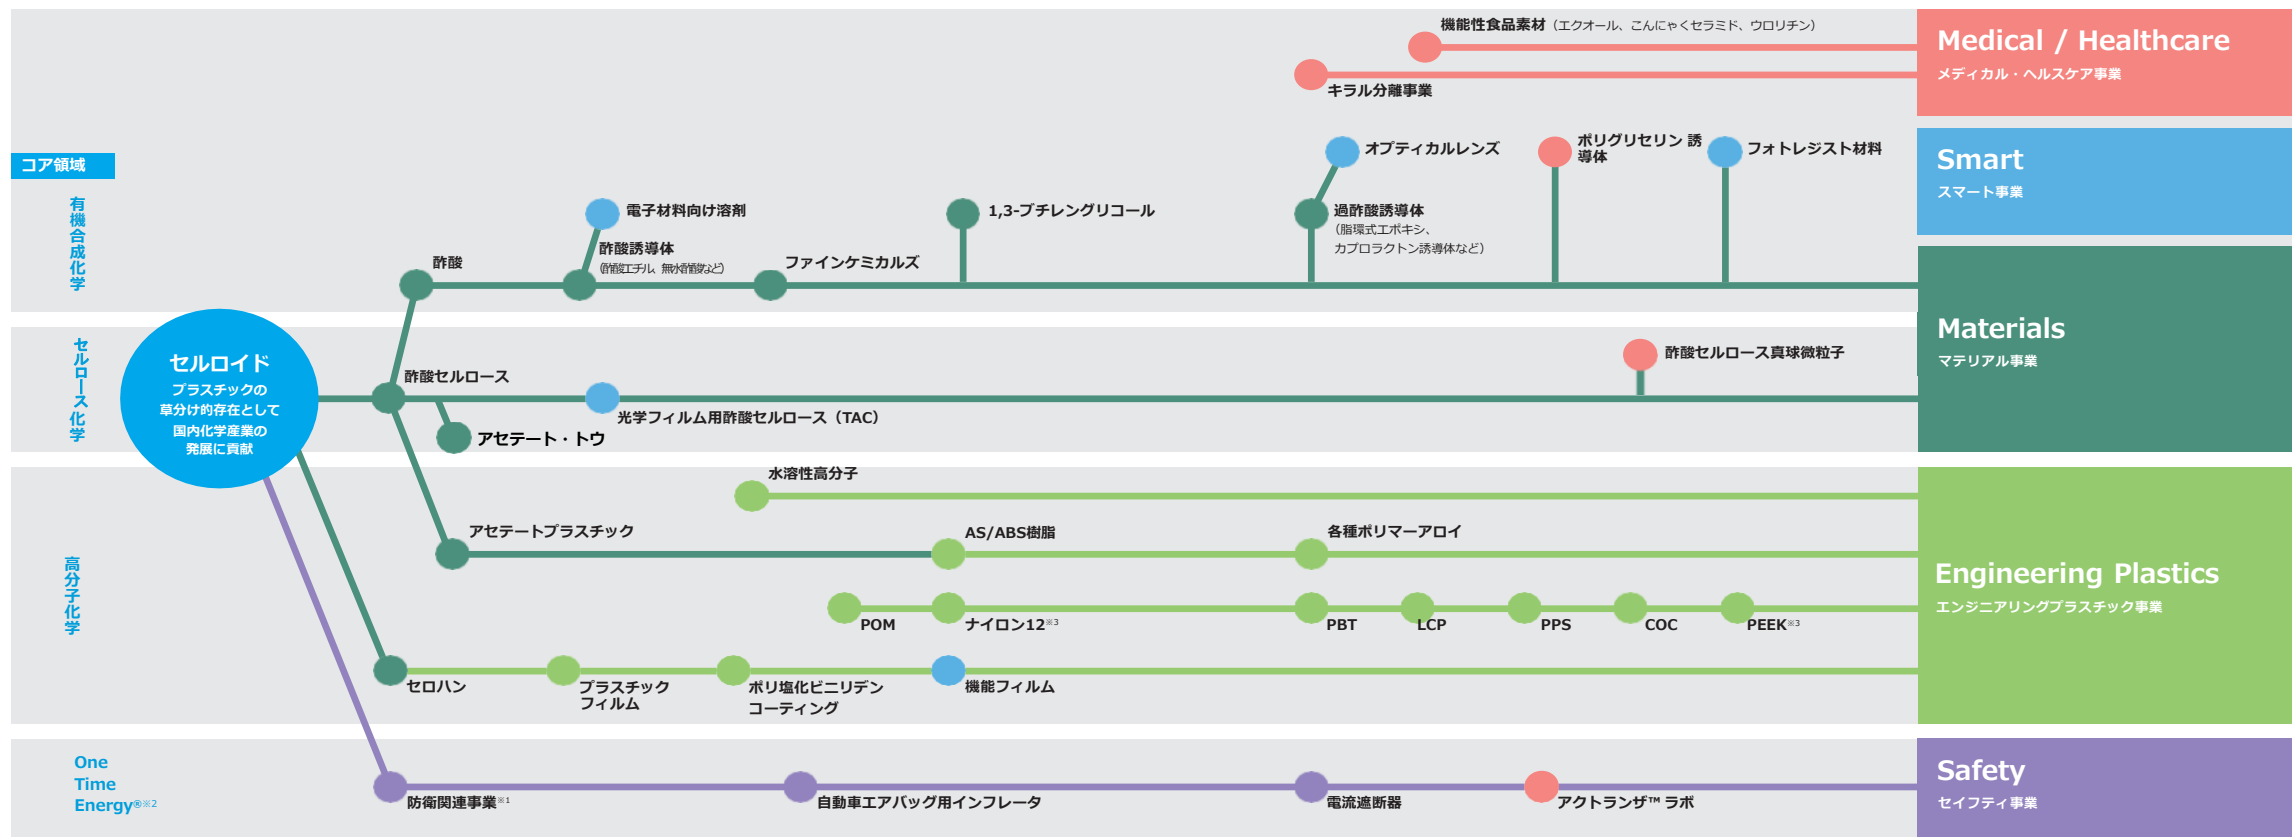 機能性食品素材（エクオール、こんにゃくセラミド、ウロリチン）
キラル分離事業
Medical / Healthcare
メディカル・ヘルスケア事業
コア領域
有機合成化学
オプティカルレンズ
ポリグリセリン 誘
導体
フォトレジスト材料
Smart
スマート事業
電子材料向け溶剤
1,3-ブチレングリコール
過酢酸誘導体
（脂環式エポキシ、
カプロラクトン誘導体など）
酢酸誘導体
（酢酸エチル、無水酢酸など）
酢酸
ファインケミカルズ
Materials
マテリアル事業
セルロース化学
セルロイド
プラスチックの
草分け的存在として
国内化学産業の
発展に貢献
酢酸セルロース
酢酸セルロース真球微粒子
光学フィルム用酢酸セルロース（TAC）
アセテート・トウ
高分子化学
水溶性高分子
アセテートプラスチック
AS/ABS樹脂
各種ポリマーアロイ
Engineering Plastics
エンジニアリングプラスチック事業
POM
ナイロン12※3
PBT
LCP
PPS
COC
PEEK※3
セロハン
プラスチック
フィルム
ポリ塩化ビニリデン
コーティング
機能フィルム
One
Time
Energy®※2
防衛関連事業※1
自動車エアバッグ用インフレータ
電流遮断器
アクトランザ™ ラボ
Safety
セイフティ事業